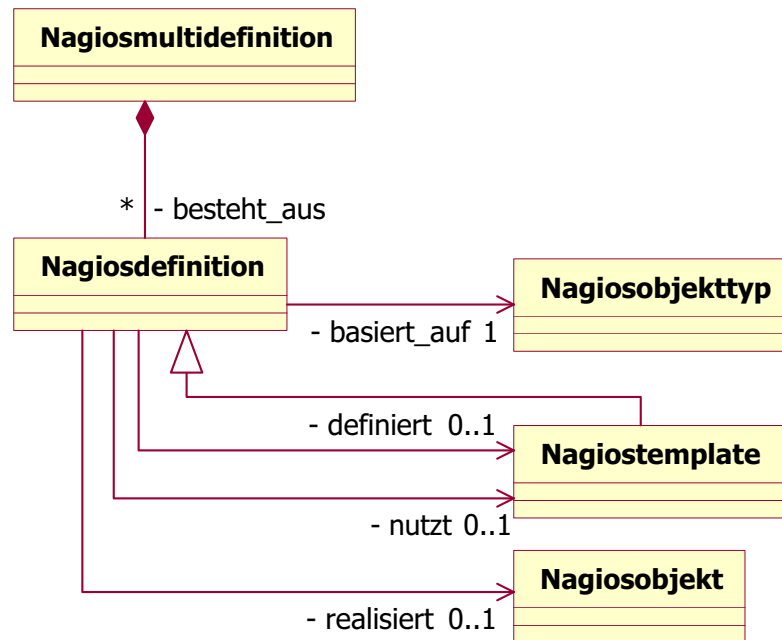 Nagiosmultidefinition
* - besteht_aus
Nagiosdefinition
Nagiosobjekttyp
- basiert_auf 1
- definiert 0..1
Nagiostemplate
- nutzt 0..1
Nagiosobjekt
- realisiert 0..1